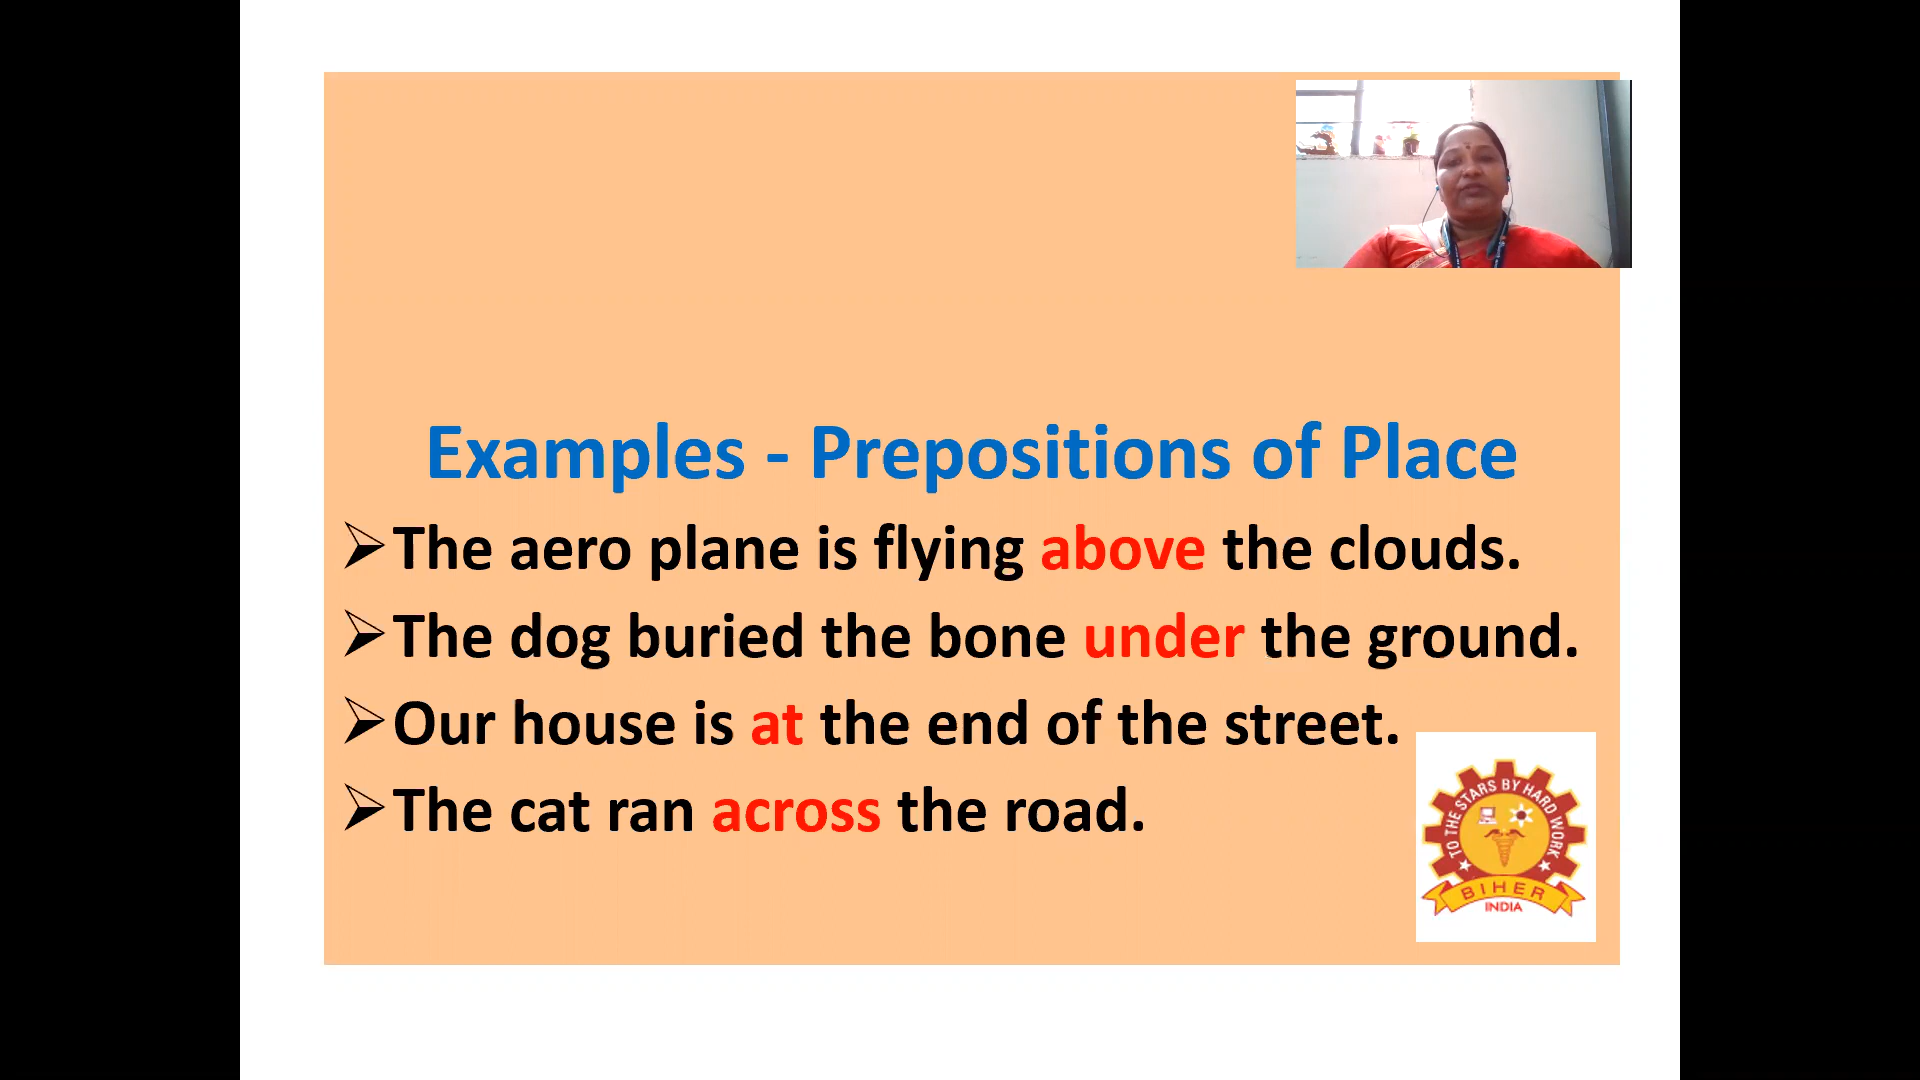 Examples - Prepositions of Place
➢The aero plane is flying above the clouds.
➢The dog buried the bone under the ground.
➢Our house is at the end of the street.
➢The cat ran across the road.
TO THE STARS BY HARD WORK
BIHER
INDIA